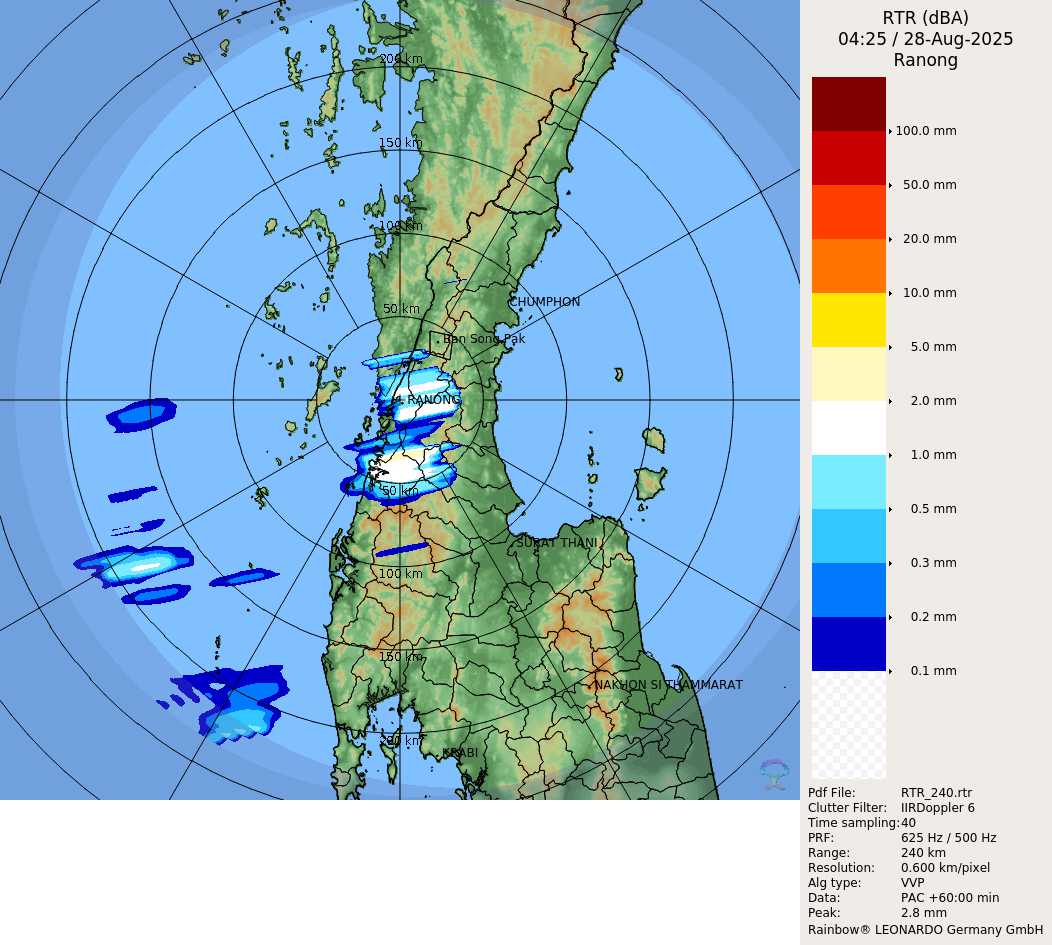 RTR (dBA)
04:25 / 28-Aug-2025
Ranong
100.0 mm
50.0 mm
20.0 mm
10.0 mm
5.0 mm
2.0 mm
1.0 mm
0.5 mm
0.3 mm
0.2 mm
0.1 mm
200 km
150 km
100 km
50 km
CHUMPHON
Ban Song Pak
RANONG
50 km
SURAT THANI
100 km
150 km
NAKHON SI THAMMARAT
200 km
KRABI
Pdf File: RTR_240.rtr
Clutter Filter: IIRDoppler 6
Time sampling:40
PRF: 625 Hz / 500 Hz
Range: 240 km
Resolution: 0.600 km/pixel
Alg type: VVP
Data: PAC +60:00 min
Peak: 2.8 mm
Rainbow® LEONARDO Germany GmbH